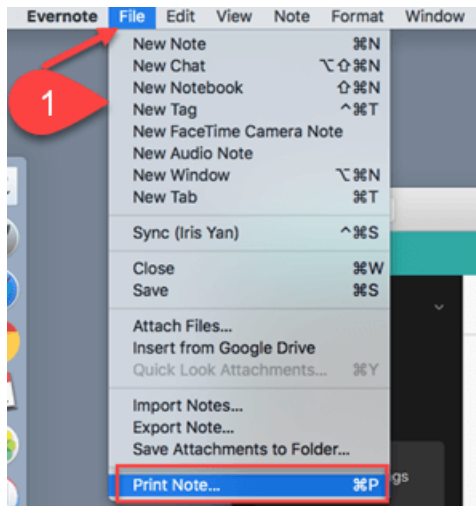 Evernote File Edit View Note Format Window
1
New Note ⌘N
New Chat ⌥⇧⌘N
New Notebook ⇧⌘N
New Tag ^⌘T
New FaceTime Camera Note
New Audio Note
New Window ⌥⌘N
New Tab ⌘T
Sync (Iris Yan) ^⌘S
Close ⌘W
Save ⌘S
Attach Files...
Insert from Google Drive
Quick Look Attachments... ⌘Y
Import Notes...
Export Note...
Save Attachments to Folder...
Print Note... ⌘P
gs